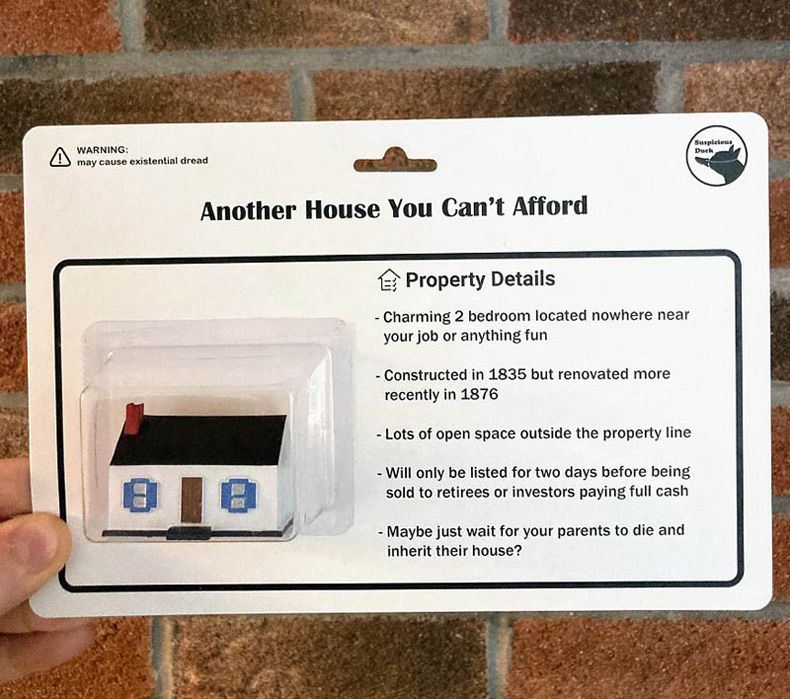 WARNING:
may cause existential dread
Suspicious
Duck
Another House You Can't Afford
Property Details
- Charming 2 bedroom located nowhere near
your job or anything fun
- Constructed in 1835 but renovated more
recently in 1876
- Lots of open space outside the property line
- Will only be listed for two days before being
sold to retirees or investors paying full cash
- Maybe just wait for your parents to die and
inherit their house?